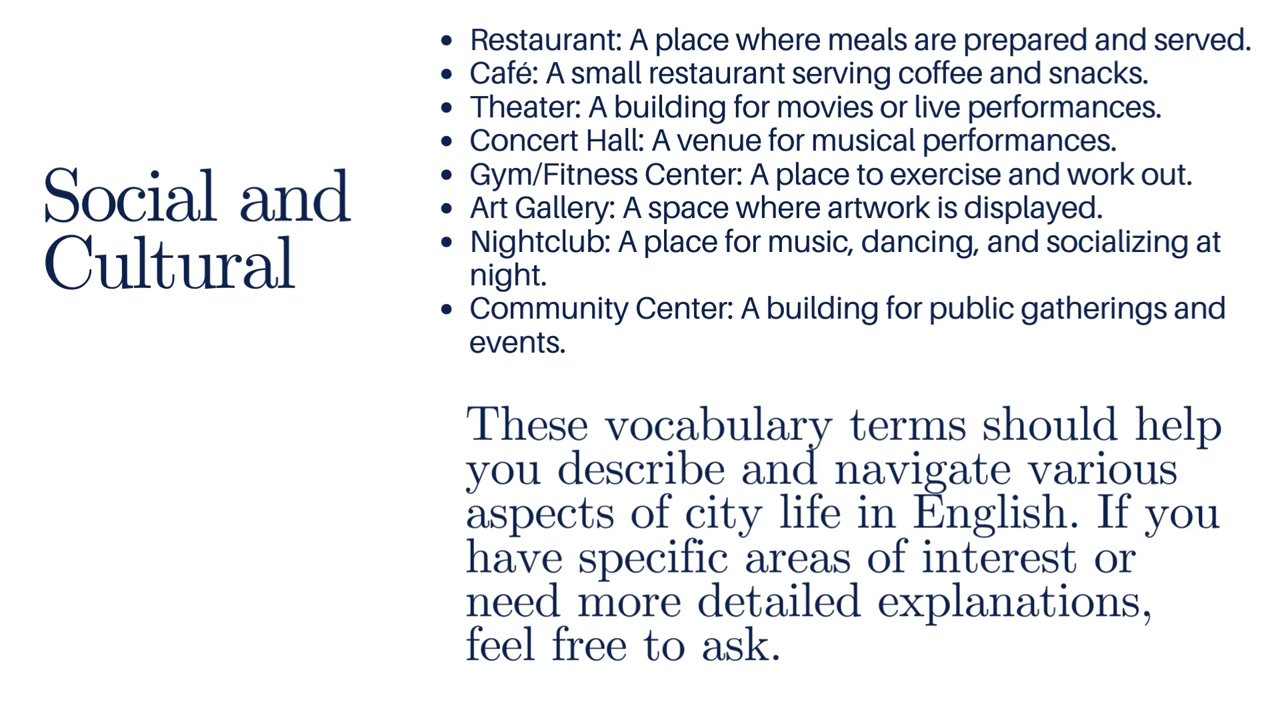 Social and
Cultural
• Restaurant: A place where meals are prepared and served.
• Café: A small restaurant serving coffee and snacks.
• Theater: A building for movies or live performances.
• Concert Hall: A venue for musical performances.
• Gym/Fitness Center: A place to exercise and work out.
• Art Gallery: A space where artwork is displayed.
• Nightclub: A place for music, dancing, and socializing at
night.
• Community Center: A building for public gatherings and
events.
These vocabulary terms should help
you describe and navigate various
aspects of city life in English. If you
have specific areas of interest or
need more detailed explanations,
feel free to ask.